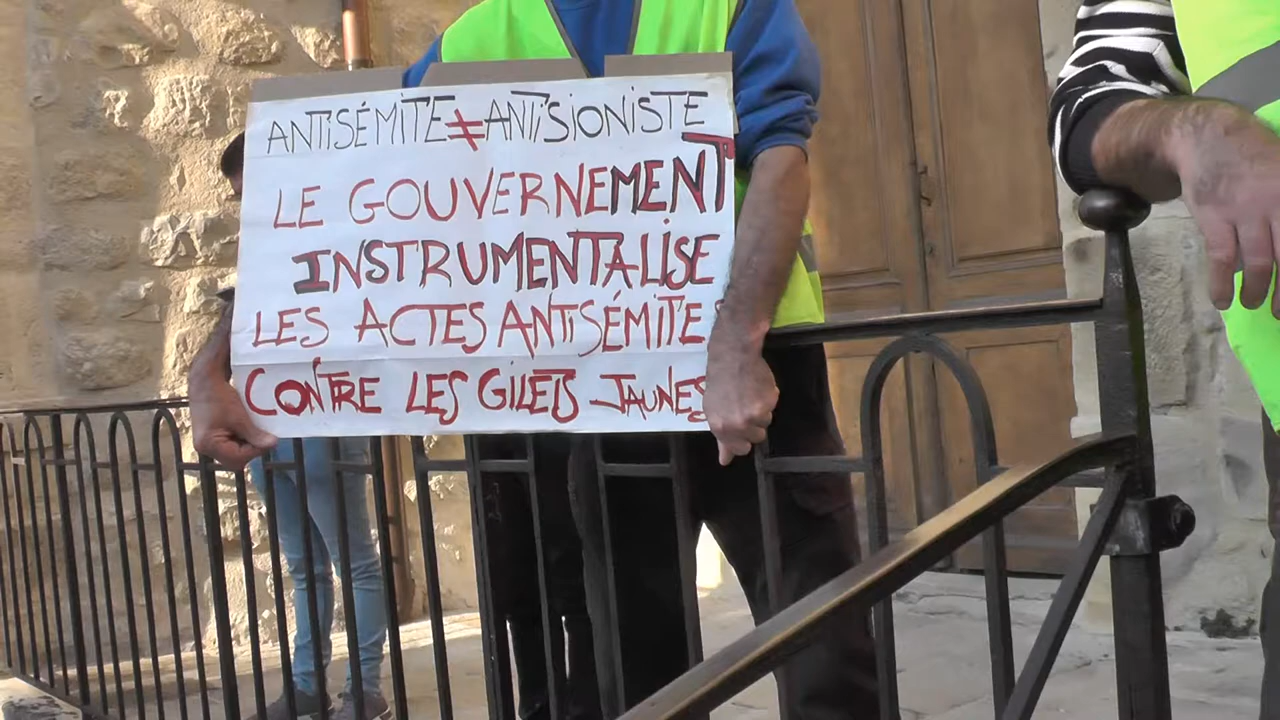 ANTISÉMITE ≠ ANTISIONISTE
LE GOUVERNEMENT
INSTRUMENTALISE
LES ACTES ANTISÉMITES
CONTRE LES GILETS JAUNES